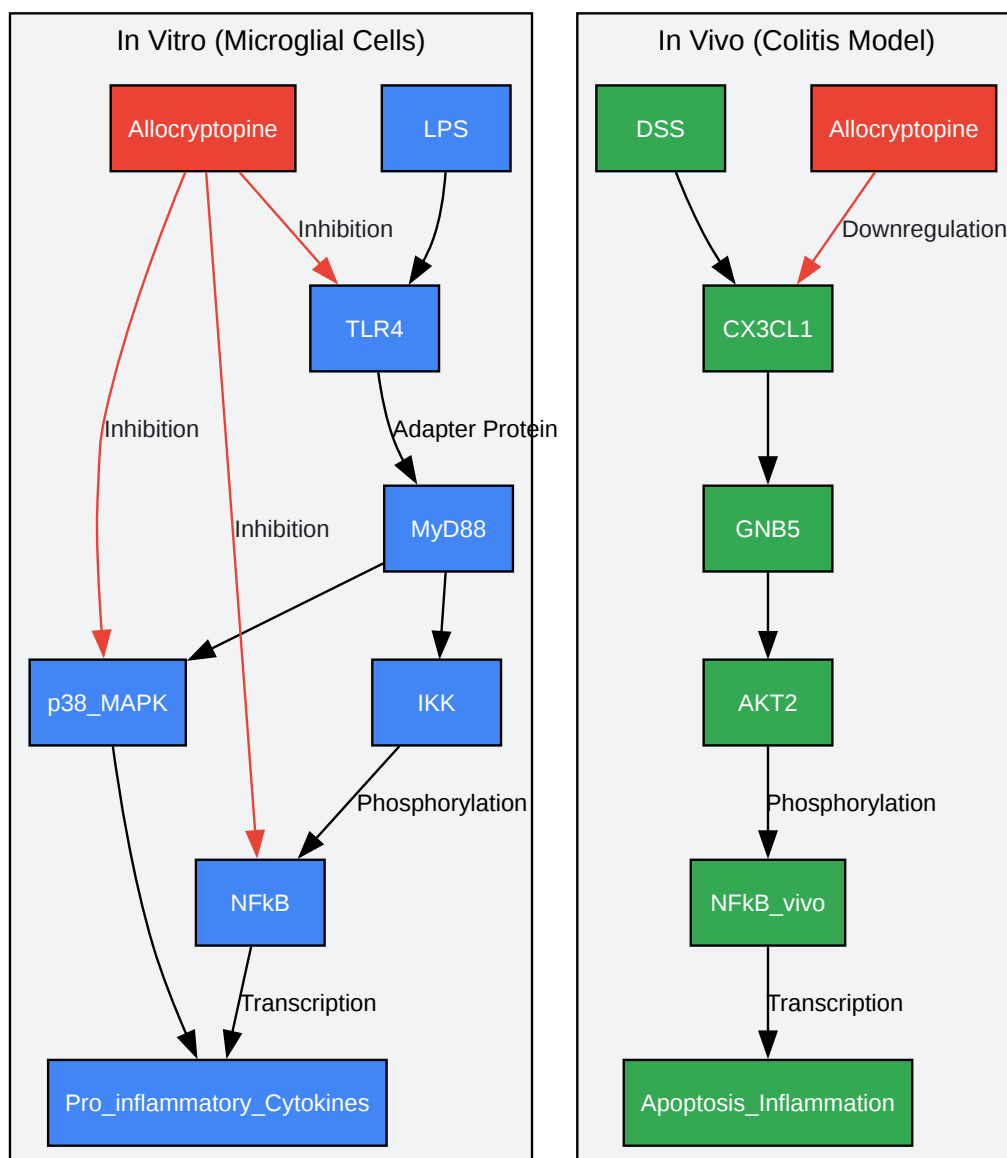 In Vitro (Microglial Cells)
Allocryptopine
LPS
Inhibition
TLR4
Inhibition
Adapter Protein
Inhibition
MyD88
p38_MAPK
IKK
Phosphorylation
NFkB
Transcription
Pro_inflammatory_Cytokines
In Vivo (Colitis Model)
DSS
Allocryptopine
Downregulation
CX3CL1
GNB5
AKT2
Phosphorylation
NFkB_vivo
Transcription
Apoptosis_Inflammation